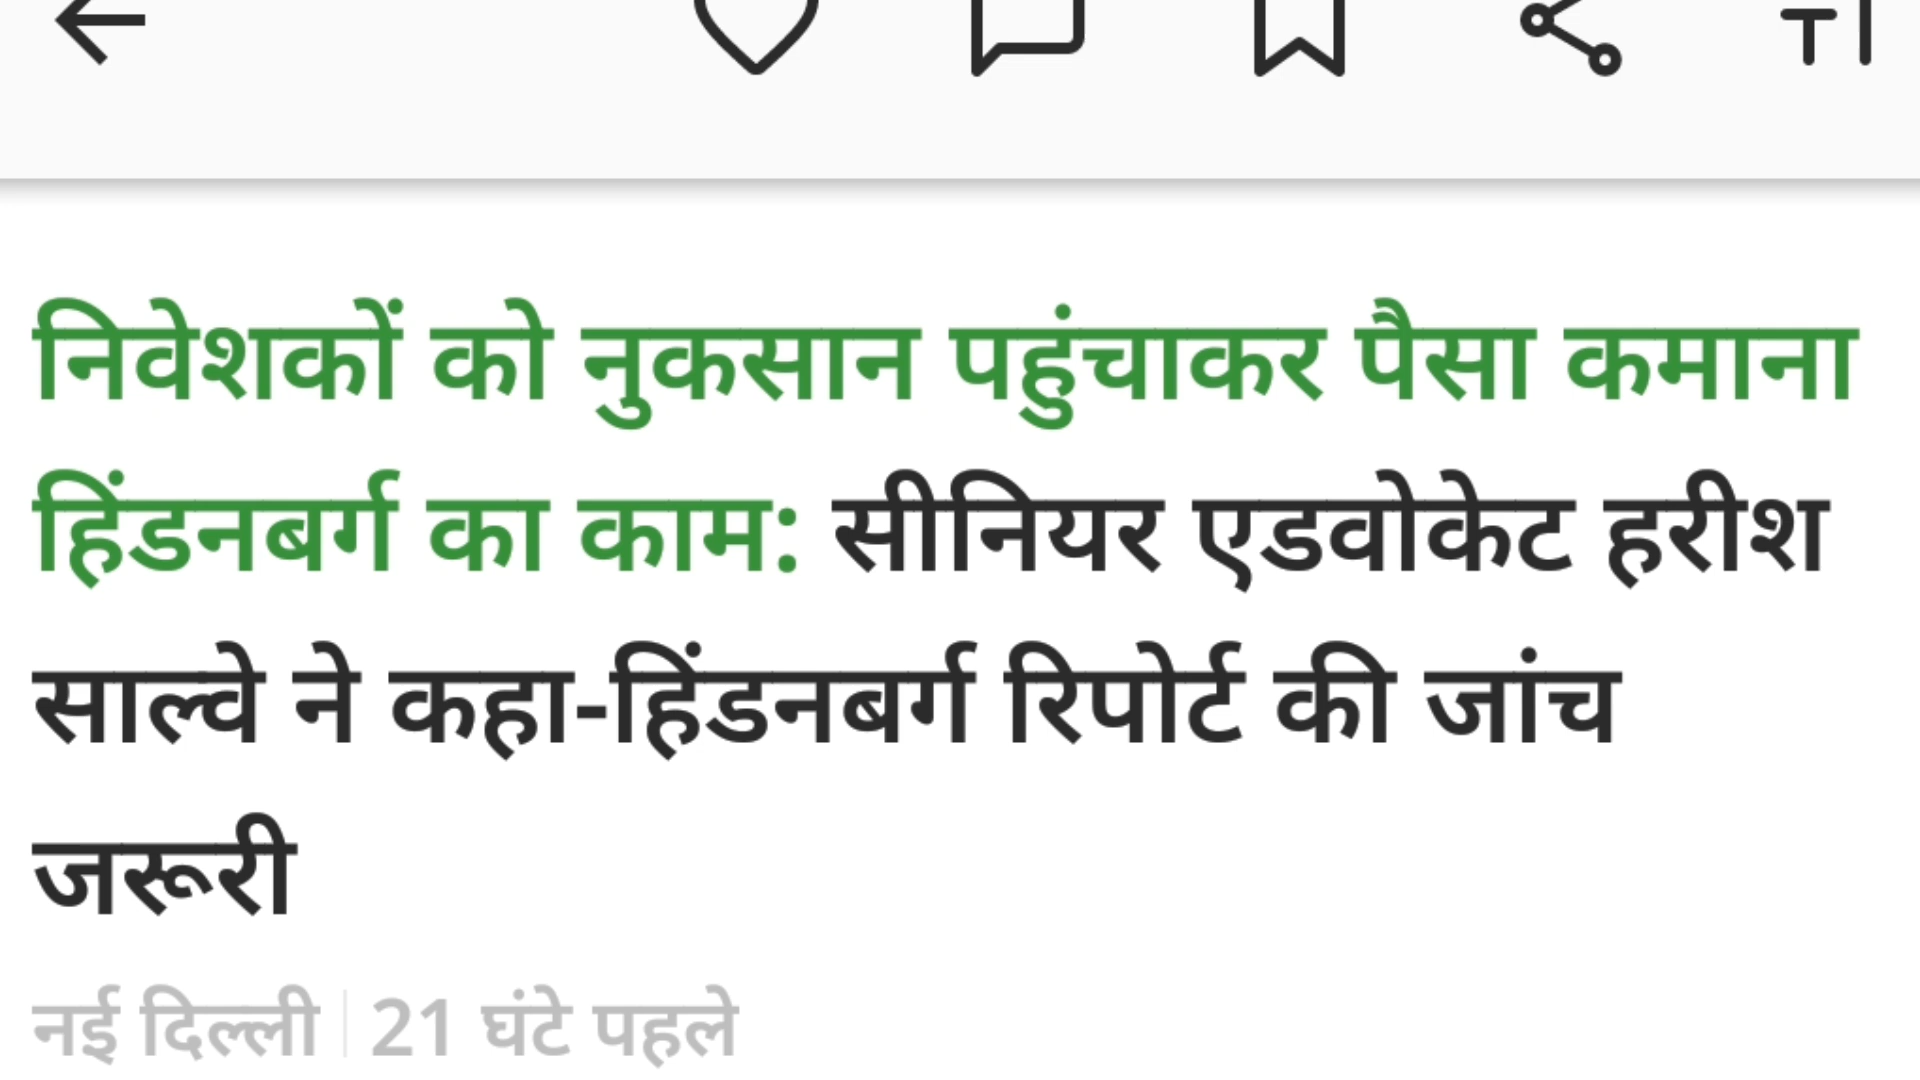 निवेशकों को नुकसान पहुंचाकर पैसा कमाना
हिंडनबर्ग का काम: सीनियर एडवोकेट हरीश
साल्वे ने कहा-हिंडनबर्ग रिपोर्ट की जांच
जरूरी
नई दिल्ली | 21 घंटे पहले